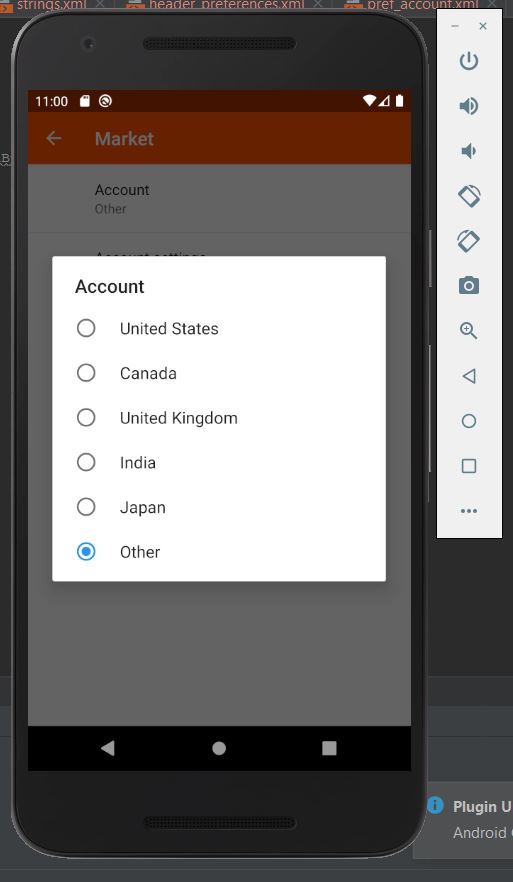 strings.xml
header_preferences.xml
pref_account.xml
11:00
Market
Account
Other
Account settings
Account
United States
Canada
United Kingdom
India
Japan
Other
Plugin U
Android